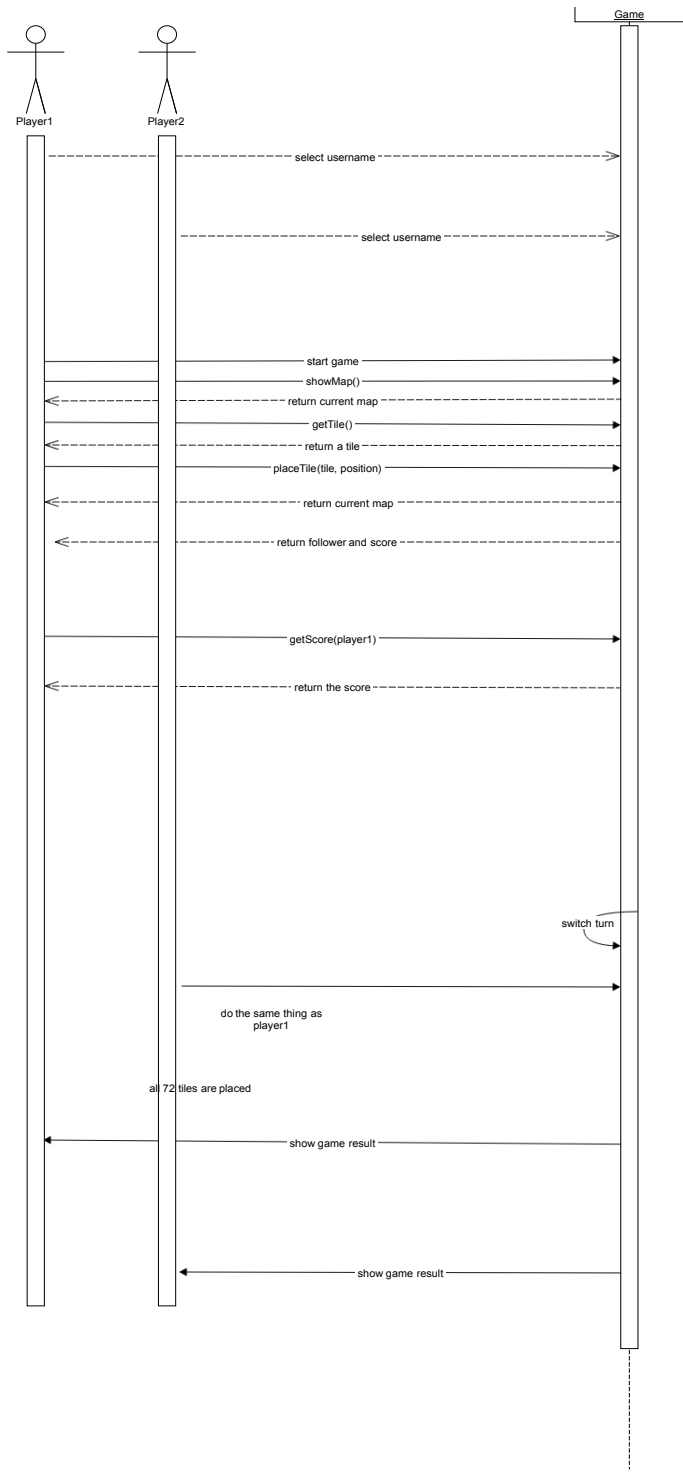 Game
Player1
Player2
select username
select username
start game
showMap()
return current map
getTile()
return a tile
placeTile(tile, position)
return current map
return follower and score
getScore(player1)
return the score
switch turn
do the same thing as
player1
all 72 tiles are placed
show game result
show game result